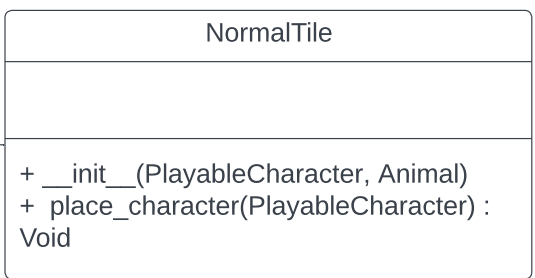 NormalTile
+ __init__(PlayableCharacter, Animal)
+  place_character(PlayableCharacter) :
Void